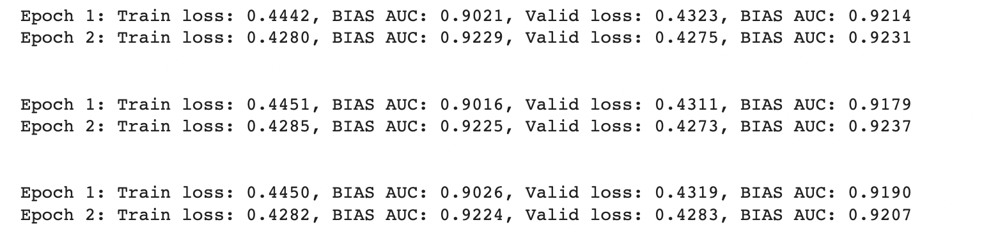 Epoch 1: Train loss: 0.4442, BIAS AUC: 0.9021, Valid loss: 0.4323, BIAS AUC: 0.9214
Epoch 2: Train loss: 0.4280, BIAS AUC: 0.9229, Valid loss: 0.4275, BIAS AUC: 0.9231
Epoch 1: Train loss: 0.4451, BIAS AUC: 0.9016, Valid loss: 0.4311, BIAS AUC: 0.9179
Epoch 2: Train loss: 0.4285, BIAS AUC: 0.9225, Valid loss: 0.4273, BIAS AUC: 0.9237
Epoch 1: Train loss: 0.4450, BIAS AUC: 0.9026, Valid loss: 0.4319, BIAS AUC: 0.9190
Epoch 2: Train loss: 0.4282, BIAS AUC: 0.9224, Valid loss: 0.4283, BIAS AUC: 0.9207